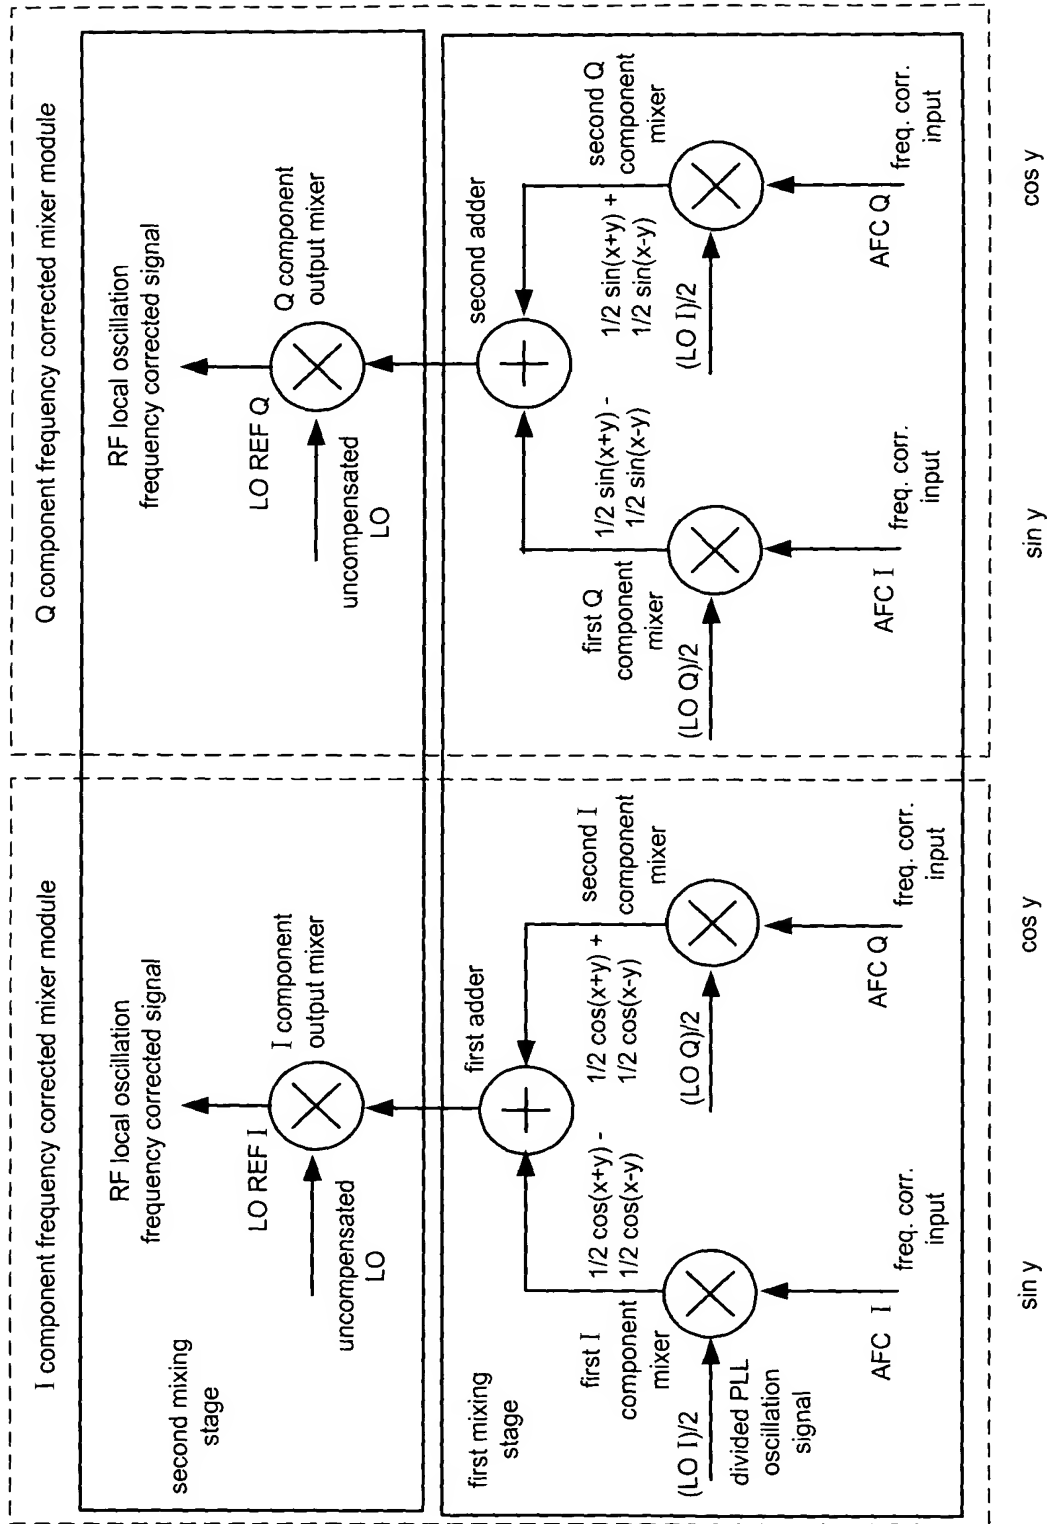 I component frequency corrected mixer module
second mixing
stage
RF local oscillation
frequency corrected signal
LO REF I
I component
output mixer
uncompensated
LO
first mixing
stage
first adder
1/2 cos(x+y) -
1/2 cos(x-y)
1/2 cos(x+y) +
1/2 cos(x-y)
first I
component
mixer
second I
component
mixer
(LO I)/2
divided PLL
oscillation
signal
(LO Q)/2
AFC I
freq. corr.
input
AFC Q
freq. corr.
input
sin y
cos y
Q component frequency corrected mixer module
RF local oscillation
frequency corrected signal
LO REF Q
Q component
output mixer
uncompensated
LO
second adder
1/2 sin(x+y) -
1/2 sin(x-y)
1/2 sin(x+y) +
1/2 sin(x-y)
first Q
component
mixer
second Q
component
mixer
(LO Q)/2
(LO I)/2
AFC I
freq. corr.
input
AFC Q
freq. corr.
input
sin y
cos y